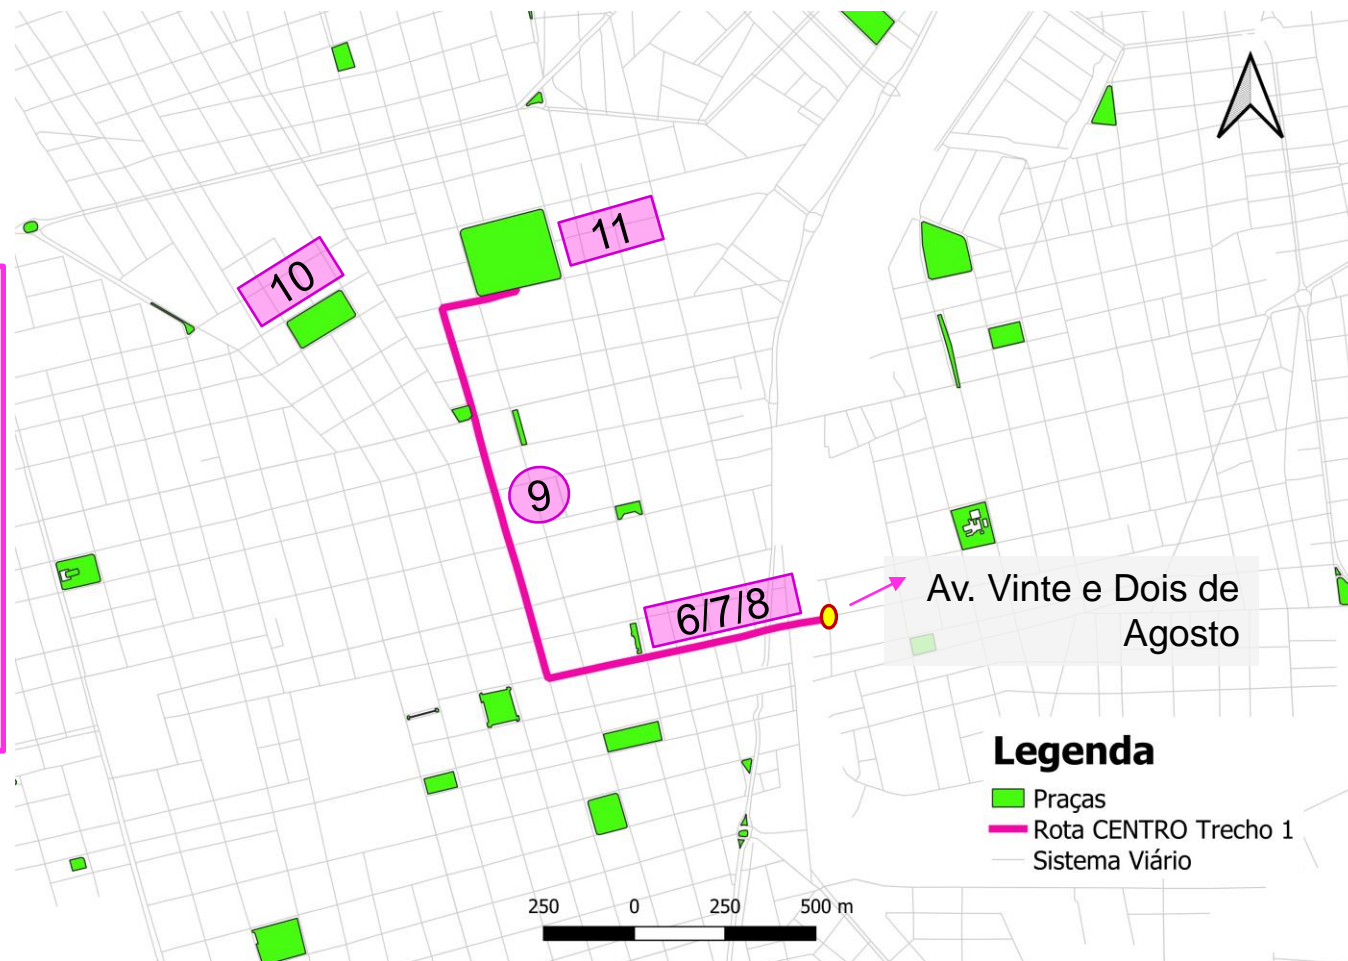 11
10
9
6/7/8
Av. Vinte e Dois de
Agosto
Legenda
Praças
Rota CENTRO Trecho 1
Sistema Viário
250 0 250 500 m